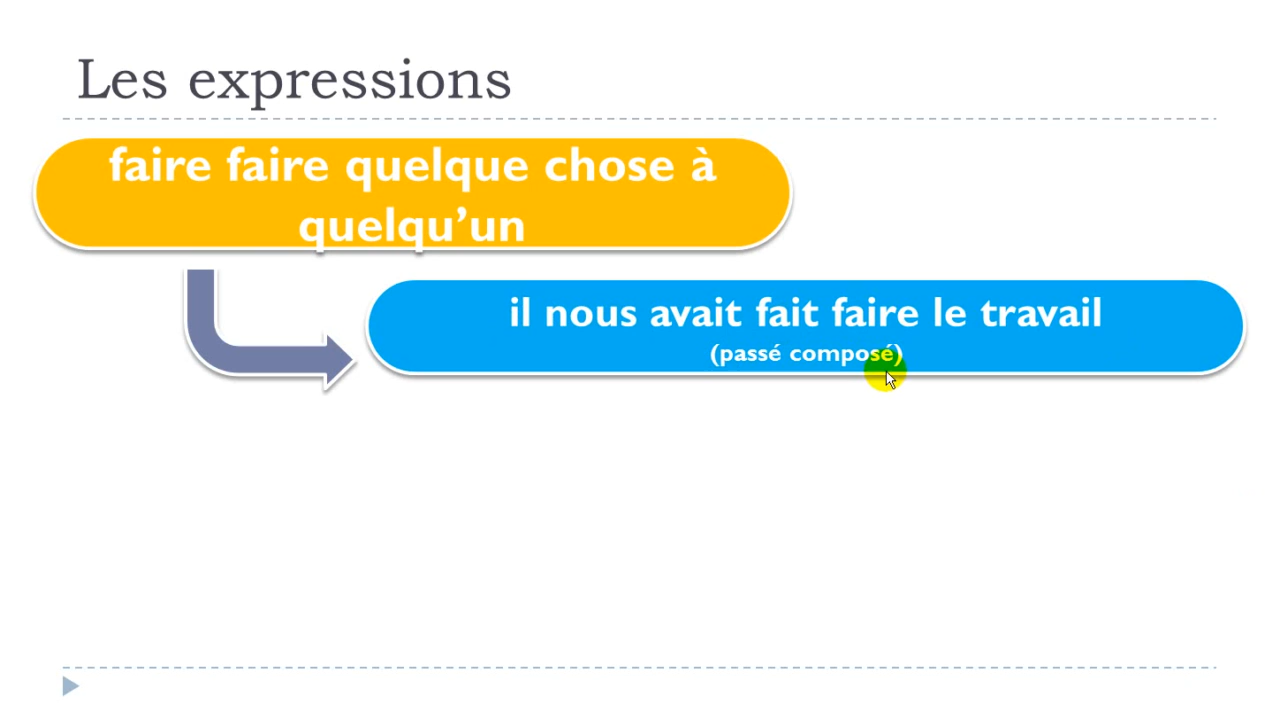 Les expressions
faire faire quelque chose à
quelqu’un
il nous avait fait faire le travail
(passé composé)